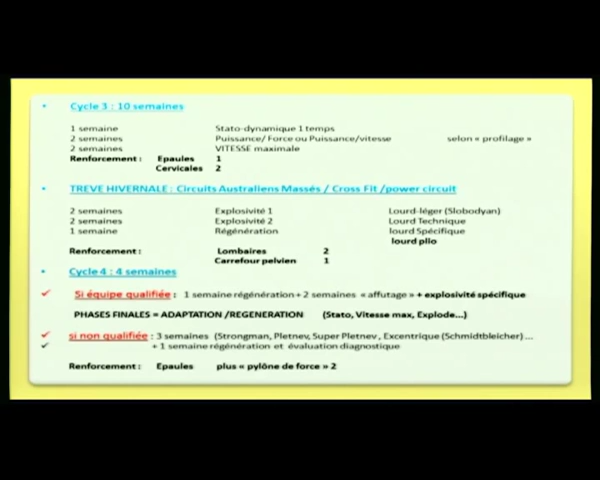 Cycle 3 : 10 semaines
1 semaine Stato-dynamique 1 temps
2 semaines Puissance/ Force ou Puissance/vitesse selon « profilage »
2 semaines VITESSE maximale
Renforcement : Epaules 1
Cervicales 2
TREVE HIVERNALE : Circuits Australiens Massés / Cross Fit /power circuit
2 semaines Explosivité 1 Lourd-léger (Slobodyan)
2 semaines Explosivité 2 Lourd Technique
1 semaine Régénération lourd Spécifique
lourd plio
Renforcement : Lombaires 2
Carrefour pelvien 1
Cycle 4 : 4 semaines
Si équipe qualifiée : 1 semaine régénération + 2 semaines « affutage » + explosivité spécifique
PHASES FINALES = ADAPTATION /REGENERATION (Stato, Vitesse max, Explode...)
si non qualifiée : 3 semaines (Strongman, Pletnev, Super Pletnev , Excentrique (Schmidtbleicher) ...
+ 1 semaine régénération et évaluation diagnostique
Renforcement : Epaules plus « pylône de force » 2